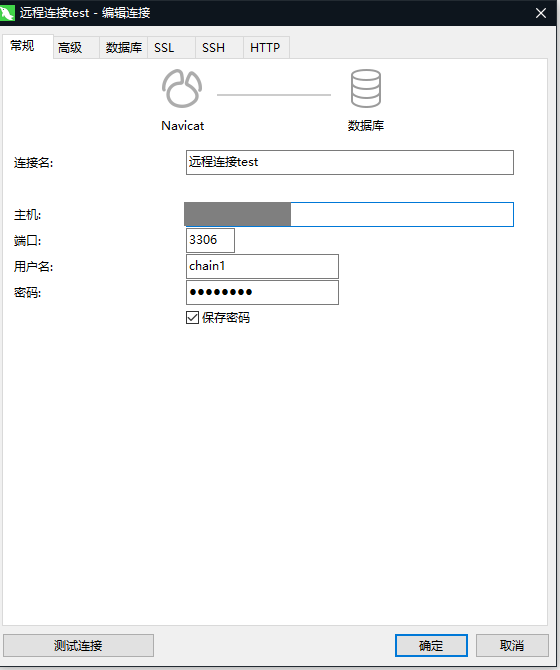 远程连接test - 编辑连接
常规 高级 数据库 SSL SSH HTTP
Navicat 数据库
连接名: 远程连接test
主机:
端口: 3306
用户名: chain1
密码: ●●●●●●●●
保存密码
测试连接 确定 取消